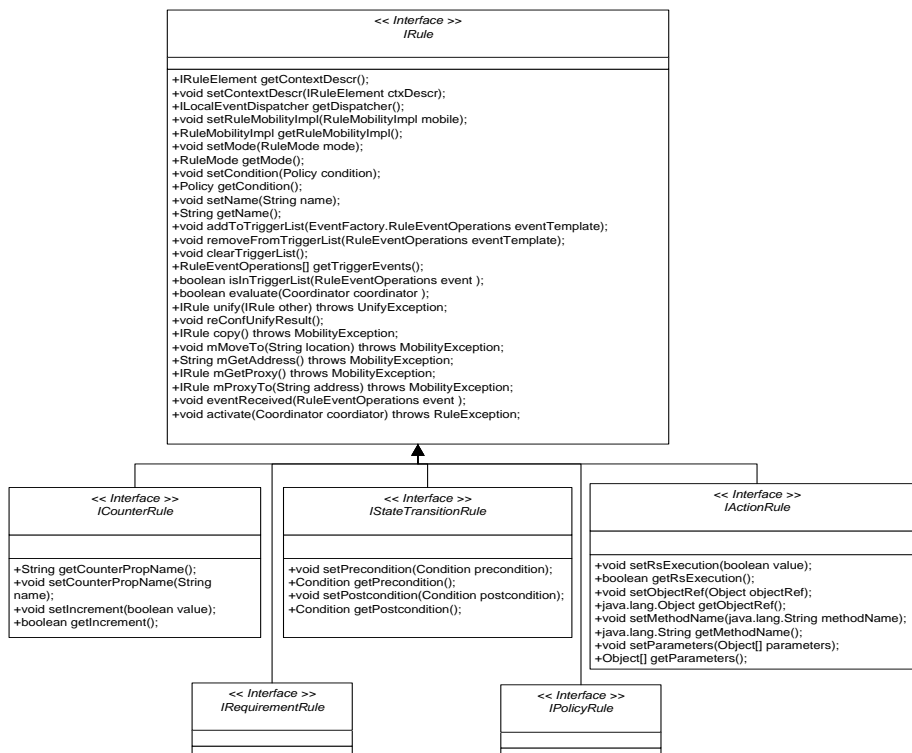 << Interface >>
IRule
+IRuleElement getContextDescr();
+void setContextDescr(IRuleElement ctxDescr);
+ILocalEventDispatcher getDispatcher();
+void setRuleMobilityImpl(RuleMobilityImpl mobile);
+RuleMobilityImpl getRuleMobilityImpl();
+void setMode(RuleMode mode);
+RuleMode getMode();
+void setCondition(Policy condition);
+Policy getCondition();
+void setName(String name);
+String getName();
+void addToTriggerList(EventFactory.RuleEventOperations eventTemplate);
+void removeFromTriggerList(RuleEventOperations eventTemplate);
+void clearTriggerList();
+RuleEventOperations[] getTriggerEvents();
+boolean isInTriggerList(RuleEventOperations event );
+boolean evaluate(Coordinator coordinator );
+IRule unify(IRule other) throws UnifyException;
+void reConfUnifyResult();
+IRule copy() throws MobilityException;
+void mMoveTo(String location) throws MobilityException;
+String mGetAddress() throws MobilityException;
+IRule mGetProxy() throws MobilityException;
+IRule mProxyTo(String address) throws MobilityException;
+void eventReceived(RuleEventOperations event );
+void activate(Coordinator coordiator) throws RuleException;
<< Interface >>
ICounterRule
+String getCounterPropName();
+void setCounterPropName(String
name);
+void setIncrement(boolean value);
+boolean getIncrement();
<< Interface >>
IStateTransitionRule
+void setPrecondition(Condition precondition);
+Condition getPrecondition();
+void setPostcondition(Condition postcondition);
+Condition getPostcondition();
<< Interface >>
IActionRule
+void setRsExecution(boolean value);
+boolean getRsExecution();
+void setObjectRef(Object objectRef);
+java.lang.Object getObjectRef();
+void setMethodName(java.lang.String methodName);
+java.lang.String getMethodName();
+void setParameters(Object[] parameters);
+Object[] getParameters();
<< Interface >>
IRequirementRule
<< Interface >>
IPolicyRule